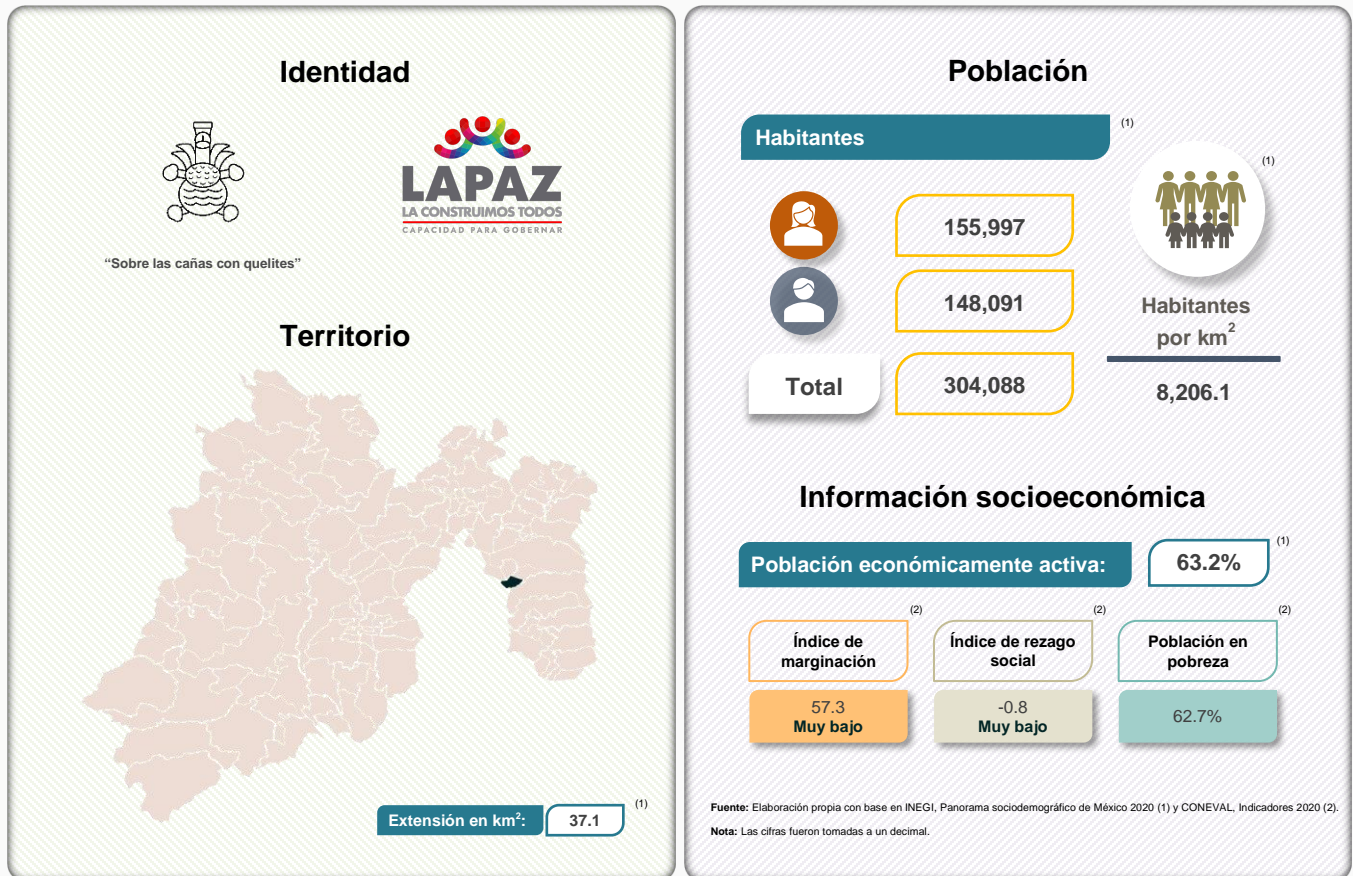 Identidad
LAPAZ
LA CONSTRUIMOS TODOS
CAPACIDAD PARA GOBERNAR
“Sobre las cañas con quelites”
Territorio
Extensión en km²: 37.1 (1)
Población
Habitantes (1)
155,997
148,091
Total 304,088
(1)
Habitantes
por km²
8,206.1
Información socioeconómica
Población económicamente activa: 63.2% (1)
(2)
Índice de
marginación
57.3
Muy bajo
(2)
Índice de rezago
social
-0.8
Muy bajo
(2)
Población en
pobreza
62.7%
Fuente: Elaboración propia con base en INEGI, Panorama sociodemográfico de México 2020 (1) y CONEVAL, Indicadores 2020 (2).
Nota: Las cifras fueron tomadas a un decimal.